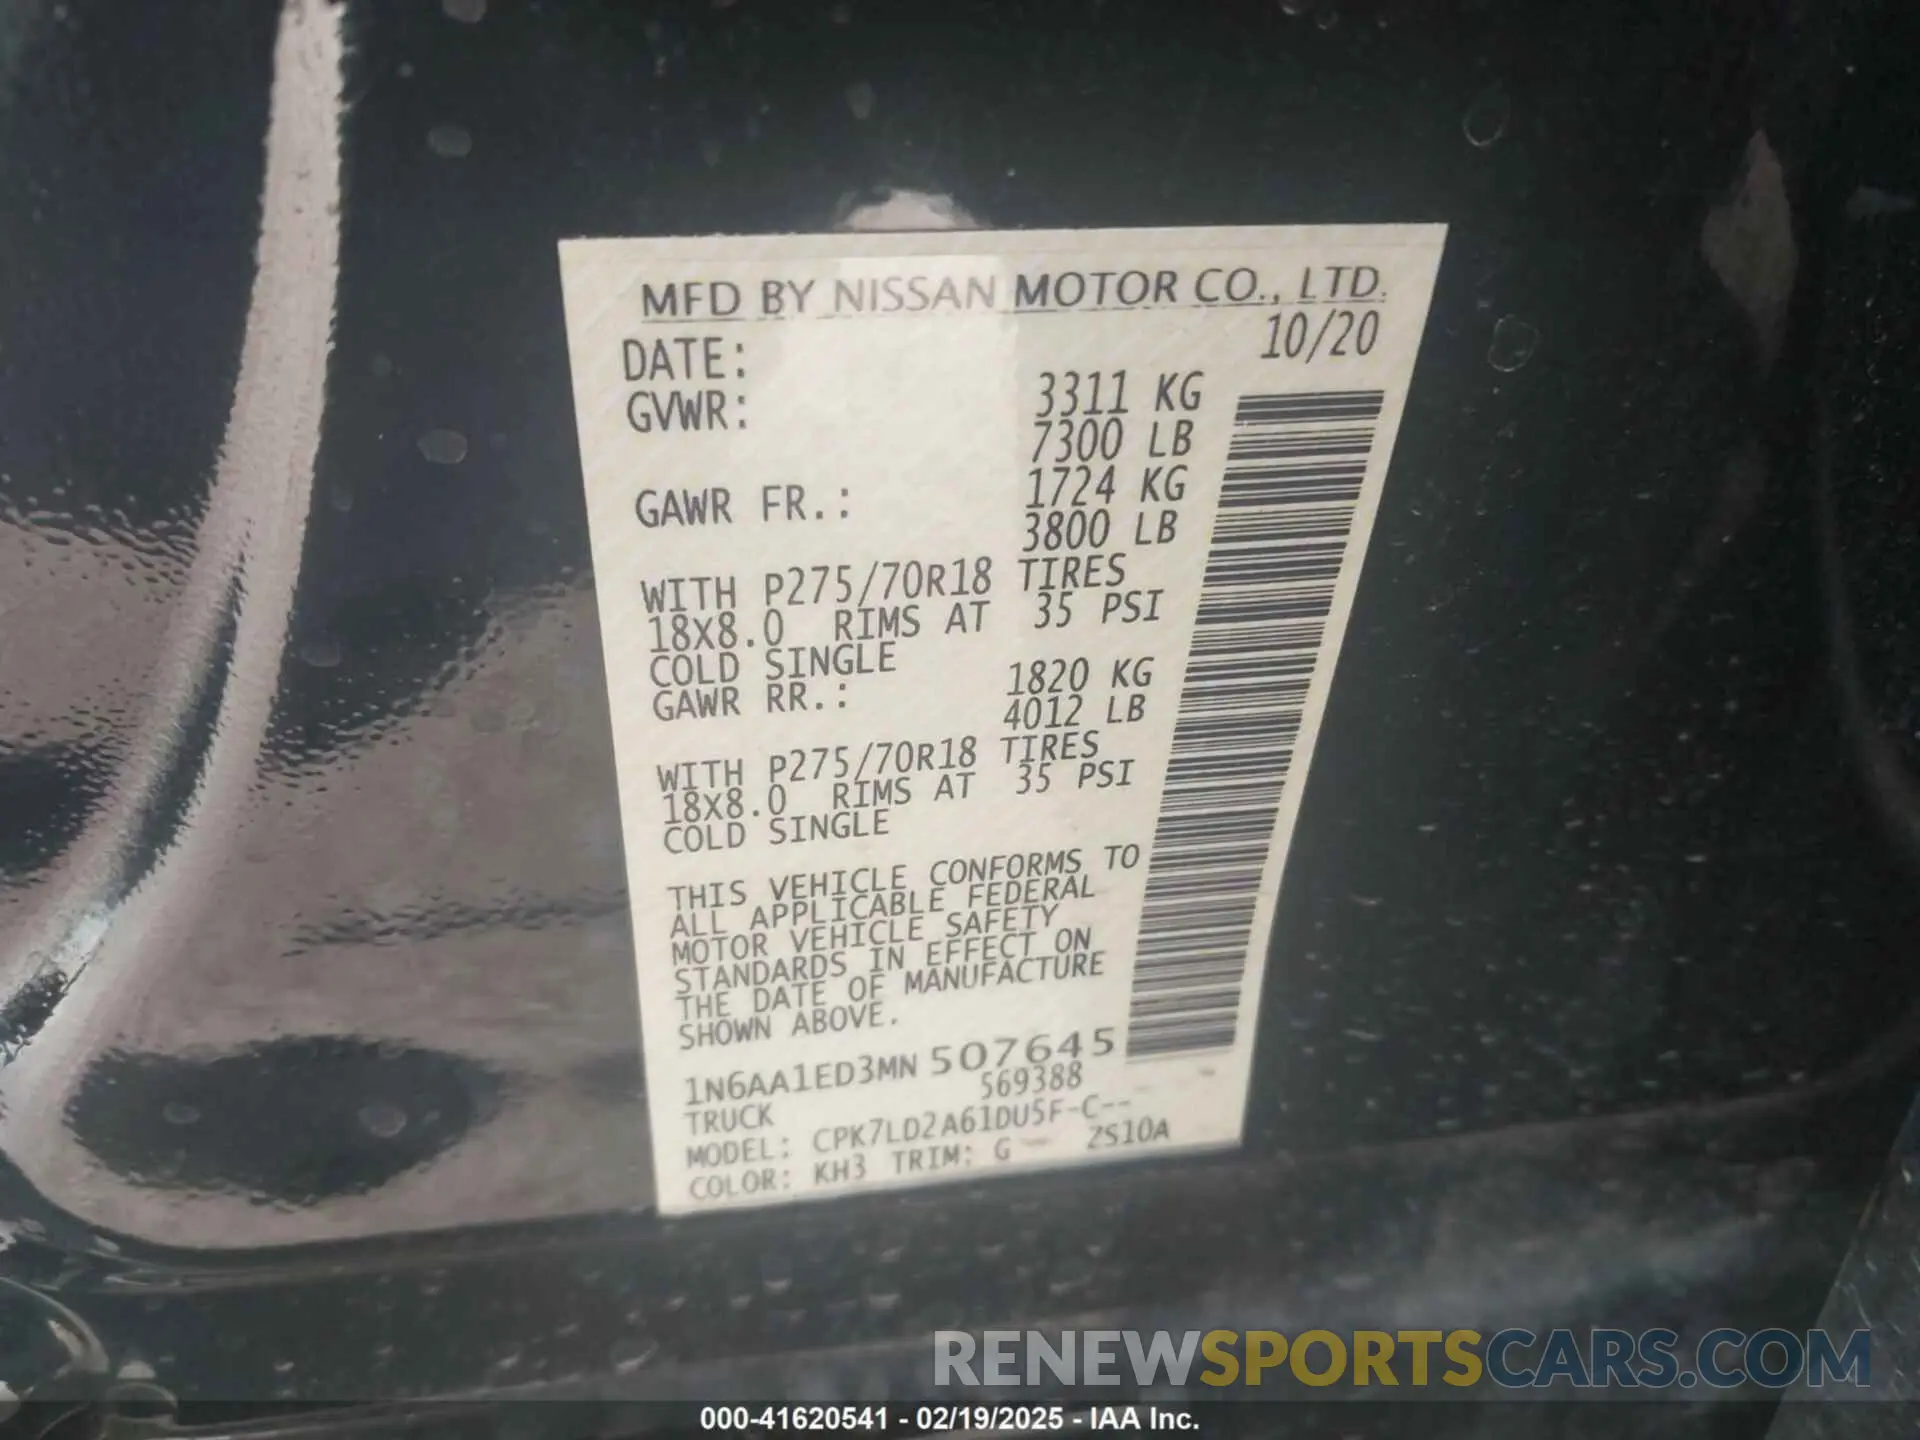 MFD BY NISSAN MOTOR CO., LTD.
DATE: 10/20
GVWR: 3311 KG
7300 LB
GAWR FR.: 1724 KG
3800 LB
WITH P275/70R18 TIRES
18X8.0 RIMS AT 35 PSI
COLD SINGLE
GAWR RR.: 1820 KG
4012 LB
WITH P275/70R18 TIRES
18X8.0 RIMS AT 35 PSI
COLD SINGLE
THIS VEHICLE CONFORMS TO
ALL APPLICABLE FEDERAL
MOTOR VEHICLE SAFETY
STANDARDS IN EFFECT ON
THE DATE OF MANUFACTURE
SHOWN ABOVE.
1N6AA1ED3MN 507645
TRUCK 569388
MODEL: CPK7LD2A61DU5F-C--
COLOR: KH3 TRIM: G ZS10A
RENEWSPORTSCARS.COM
000-41620541 - 02/19/2025 - IAA Inc.